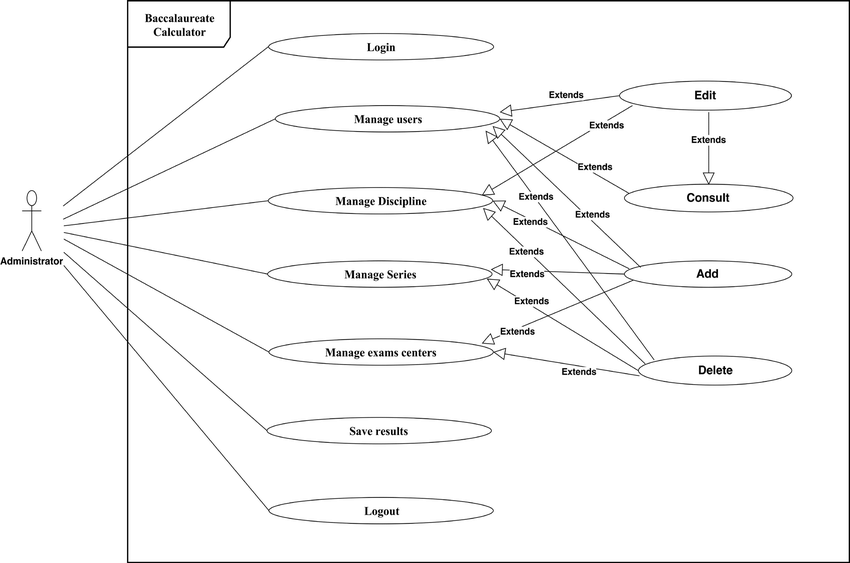 Baccalaureate
Calculator
Login
Extends
Edit
Manage users
Extends
Extends
Extends
Manage Discipline
Extends
Consult
Extends
Extends
Extends
Administrator
Manage Series
Extends
Add
Extends
Extends
Manage exams centers
Extends
Delete
Save results
Logout